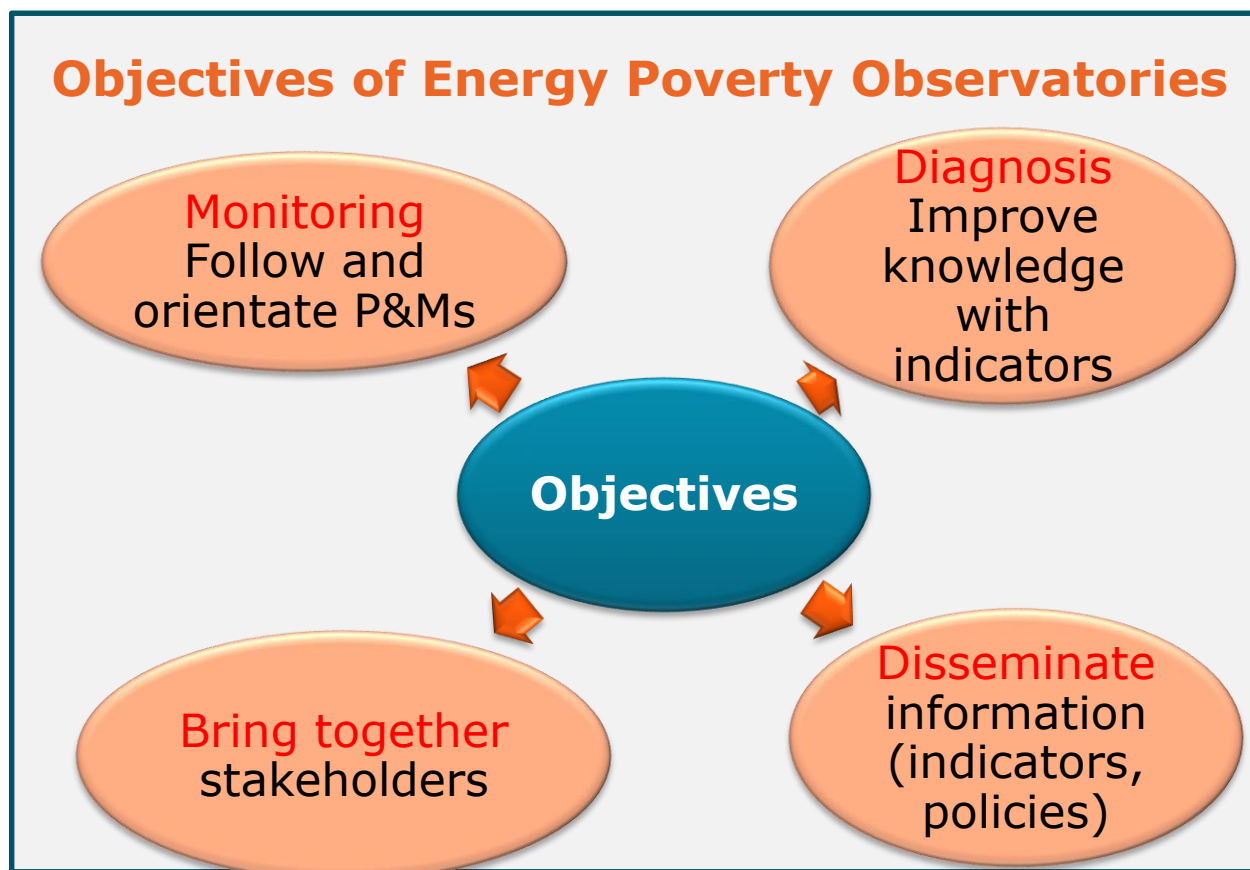 Objectives of Energy Poverty Observatories
Monitoring
Follow and
orientate P&Ms
Diagnosis
Improve
knowledge
with
indicators
Objectives
Bring together
stakeholders
Disseminate
information
(indicators,
policies)